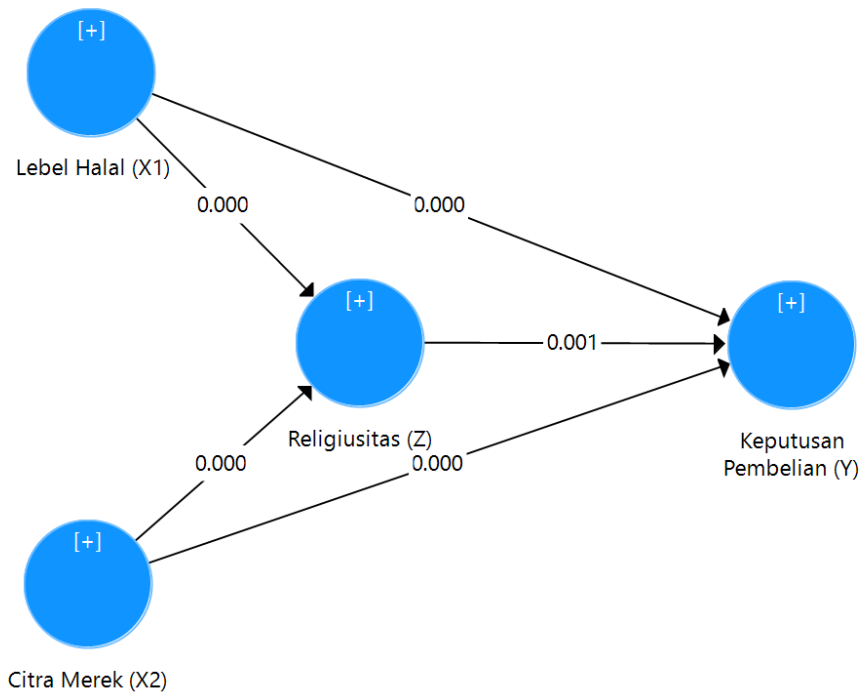 [+]
Lebel Halal (X1)
0.000
0.000
[+]
[+]
0.001
Religiusitas (Z)
Keputusan
Pembelian (Y)
0.000
0.000
[+]
Citra Merek (X2)